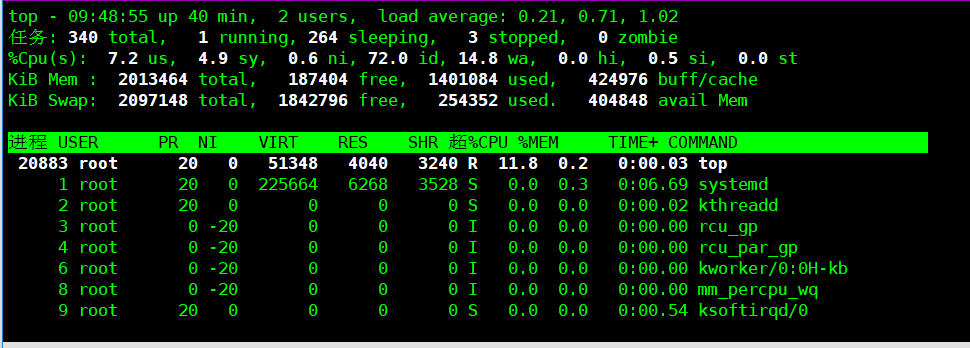 top - 09:48:55 up 40 min,  2 users,  load average: 0.21, 0.71, 1.02
任务: 340 total,   1 running, 264 sleeping,   3 stopped,   0 zombie
%Cpu(s):  7.2 us,  4.9 sy,  0.6 ni, 72.0 id, 14.8 wa,  0.0 hi,  0.5 si,  0.0 st
KiB Mem :  2013464 total,   187404 free,  1401084 used,   424976 buff/cache
KiB Swap:  2097148 total,  1842796 free,   254352 used.   404848 avail Mem
进程 USER      PR  NI    VIRT    RES    SHR 超%CPU %MEM     TIME+ COMMAND
20883 root      20   0   51348   4040   3240 R  11.8  0.2   0:00.03 top
1 root      20   0  225664   6268   3528 S   0.0  0.3   0:06.69 systemd
2 root      20   0       0      0      0 S   0.0  0.0   0:00.02 kthreadd
3 root       0 -20       0      0      0 I   0.0  0.0   0:00.00 rcu_gp
4 root       0 -20       0      0      0 I   0.0  0.0   0:00.00 rcu_par_gp
6 root       0 -20       0      0      0 I   0.0  0.0   0:00.00 kworker/0:0H-kb
8 root       0 -20       0      0      0 I   0.0  0.0   0:00.00 mm_percpu_wq
9 root      20   0       0      0      0 S   0.0  0.0   0:00.54 ksoftirqd/0